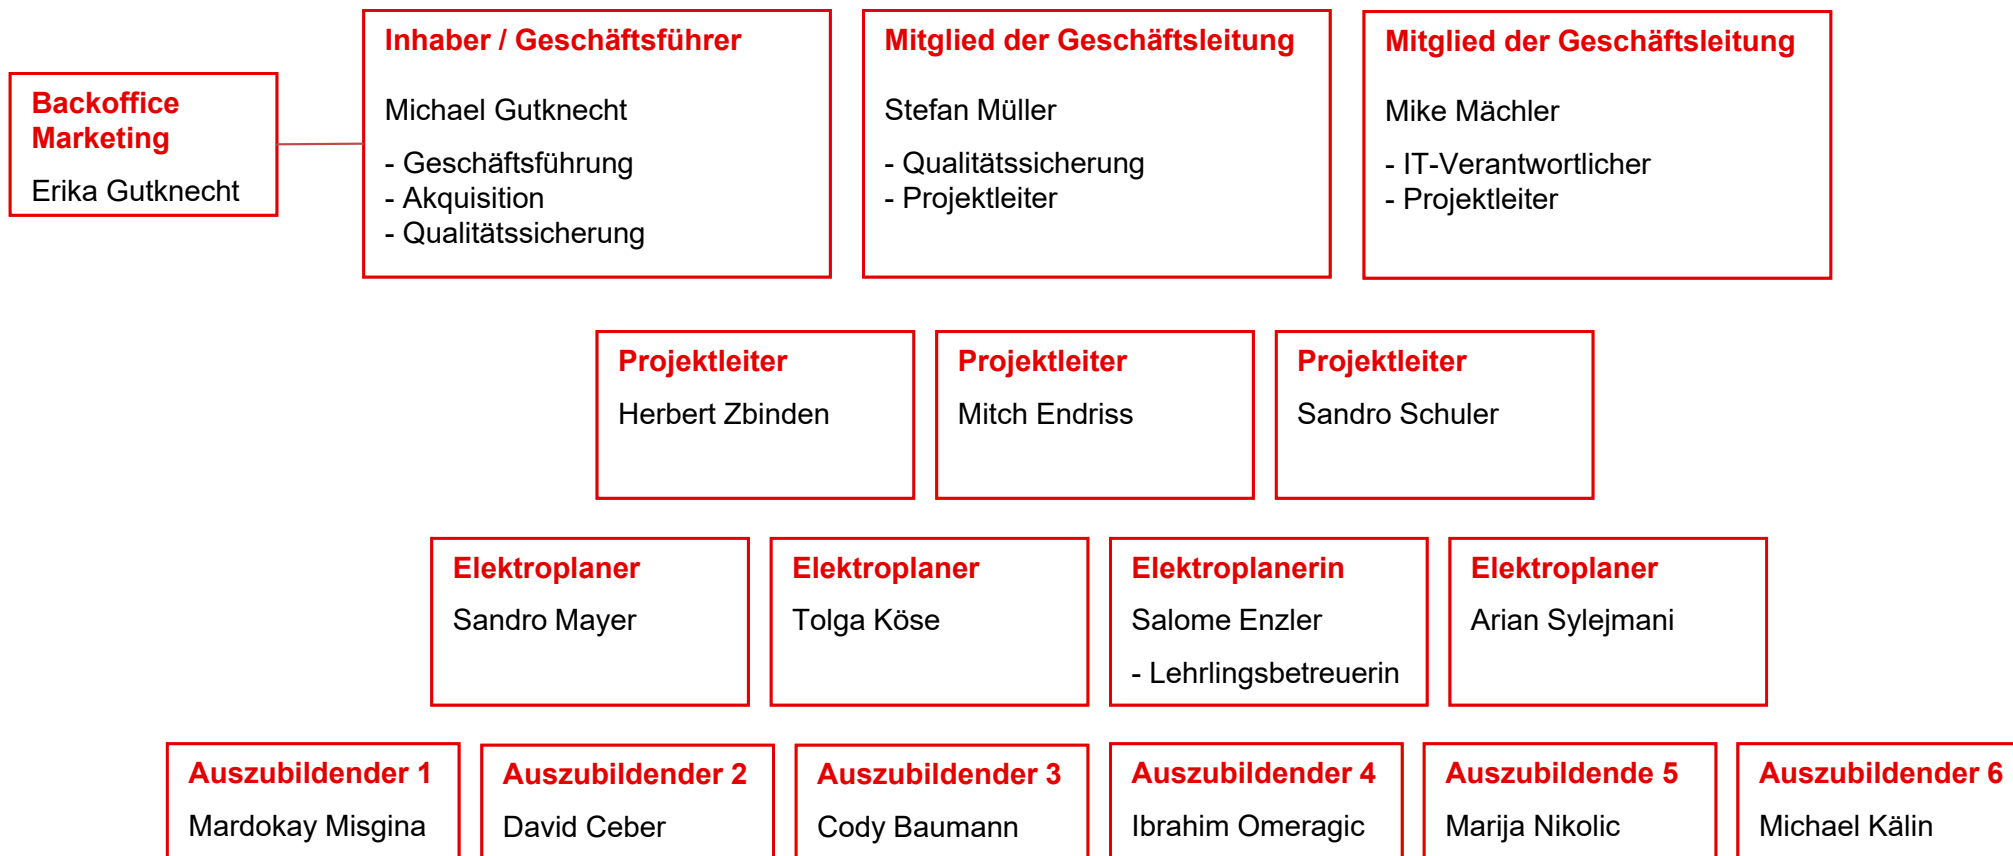 Backoffice
Marketing
Erika Gutknecht
Inhaber / Geschäftsführer
Michael Gutknecht
- Geschäftsführung
- Akquisition
- Qualitätssicherung
Mitglied der Geschäftsleitung
Stefan Müller
- Qualitätssicherung
- Projektleiter
Mitglied der Geschäftsleitung
Mike Mächler
- IT-Verantwortlicher
- Projektleiter
Projektleiter
Herbert Zbinden
Projektleiter
Mitch Endriss
Projektleiter
Sandro Schuler
Elektroplaner
Sandro Mayer
Elektroplaner
Tolga Köse
Elektroplanerin
Salome Enzler
- Lehrlingsbetreuerin
Elektroplaner
Arian Sylejmani
Auszubildender 1
Mardokay Misgina
Auszubildender 2
David Ceber
Auszubildender 3
Cody Baumann
Auszubildender 4
Ibrahim Omeragic
Auszubildende 5
Marija Nikolic
Auszubildender 6
Michael Kälin